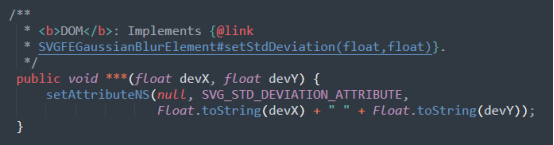 /**
 * <b>DOM</b>: Implements {@link
 * SVGFEGaussianBlurElement#setStdDeviation(float,float)}.
 */
public void ***(float devX, float devY) {
    setAttributeNS(null, SVG_STD_DEVIATION_ATTRIBUTE,
                   Float.toString(devX) + " " + Float.toString(devY));
}